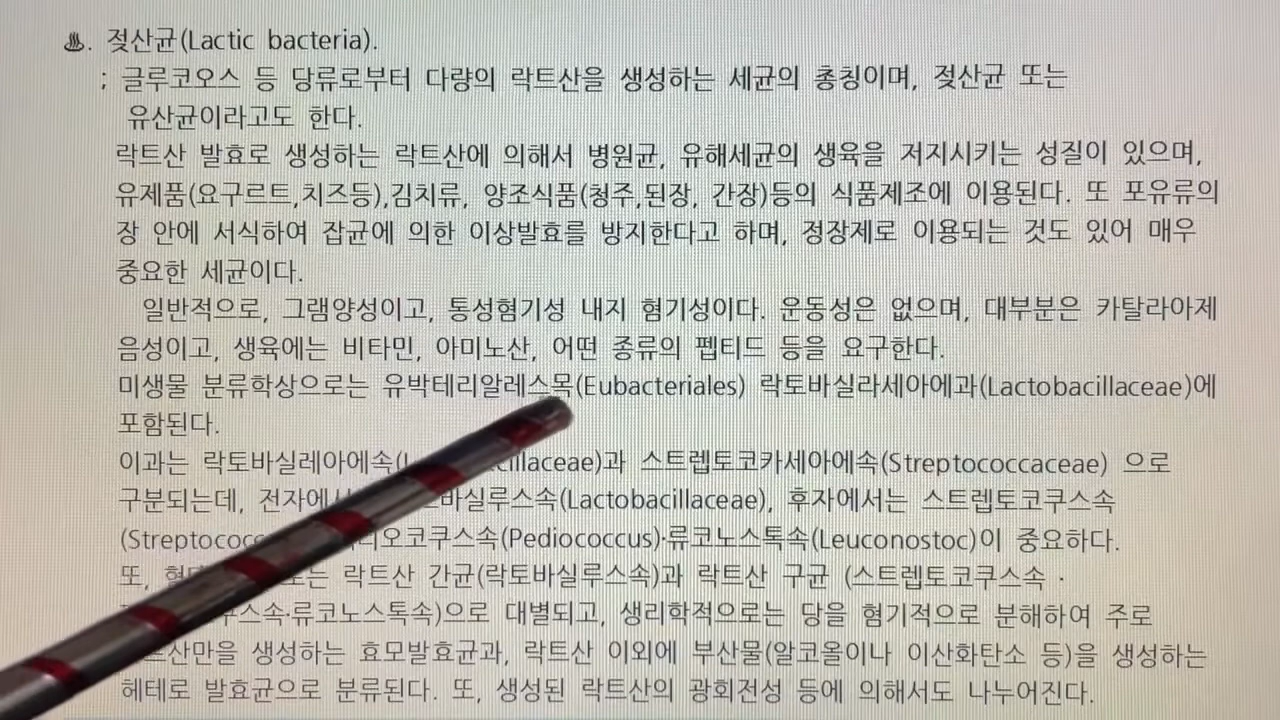 ♨. 젖산균(Lactic bacteria).
; 글루코오스 등 당류로부터 다량의 락트산을 생성하는 세균의 총칭이며, 젖산균 또는
유산균이라고도 한다.
락트산 발효로 생성하는 락트산에 의해서 병원균, 유해세균의 생육을 저지시키는 성질이 있으며,
유제품(요구르트,치즈등),김치류, 양조식품(청주,된장, 간장)등의 식품제조에 이용된다. 또 포유류의
장 안에 서식하여 잡균에 의한 이상발효를 방지한다고 하며, 정장제로 이용되는 것도 있어 매우
중요한 세균이다.
일반적으로, 그램양성이고, 통성혐기성 내지 혐기성이다. 운동성은 없으며, 대부분은 카탈라아제
음성이고, 생육에는 비타민, 아미노산, 어떤 종류의 펩티드 등을 요구한다.
미생물 분류학상으로는 유박테리알레스목(Eubacteriales) 락토바실라세아에과(Lactobacillaceae)에
포함된다.
이과는 락토바실레아에속( cillaceae)과 스트렙토코카세아에속(Streptococcaceae) 으로
구분되는데, 바실루스속(Lactobacillaceae), 후자에서는 스트렙토코쿠스속
(Streptococc 오코쿠스속(Pediococcus)·류코노스톡속(Leuconostoc)이 중요하다.
또, 락트산 간균(락토바실루스속)과 락트산 구균 (스트렙토코쿠스속 ·
쿠스속·류코노스톡속)으로 대별되고, 생리학적으로는 당을 혐기적으로 분해하여 주로
산만을 생성하는 효모발효균과, 락트산 이외에 부산물(알코올이나 이산화탄소 등)을 생성하는
헤테로 발효균으로 분류된다. 또, 생성된 락트산의 광회전성 등에 의해서도 나누어진다.